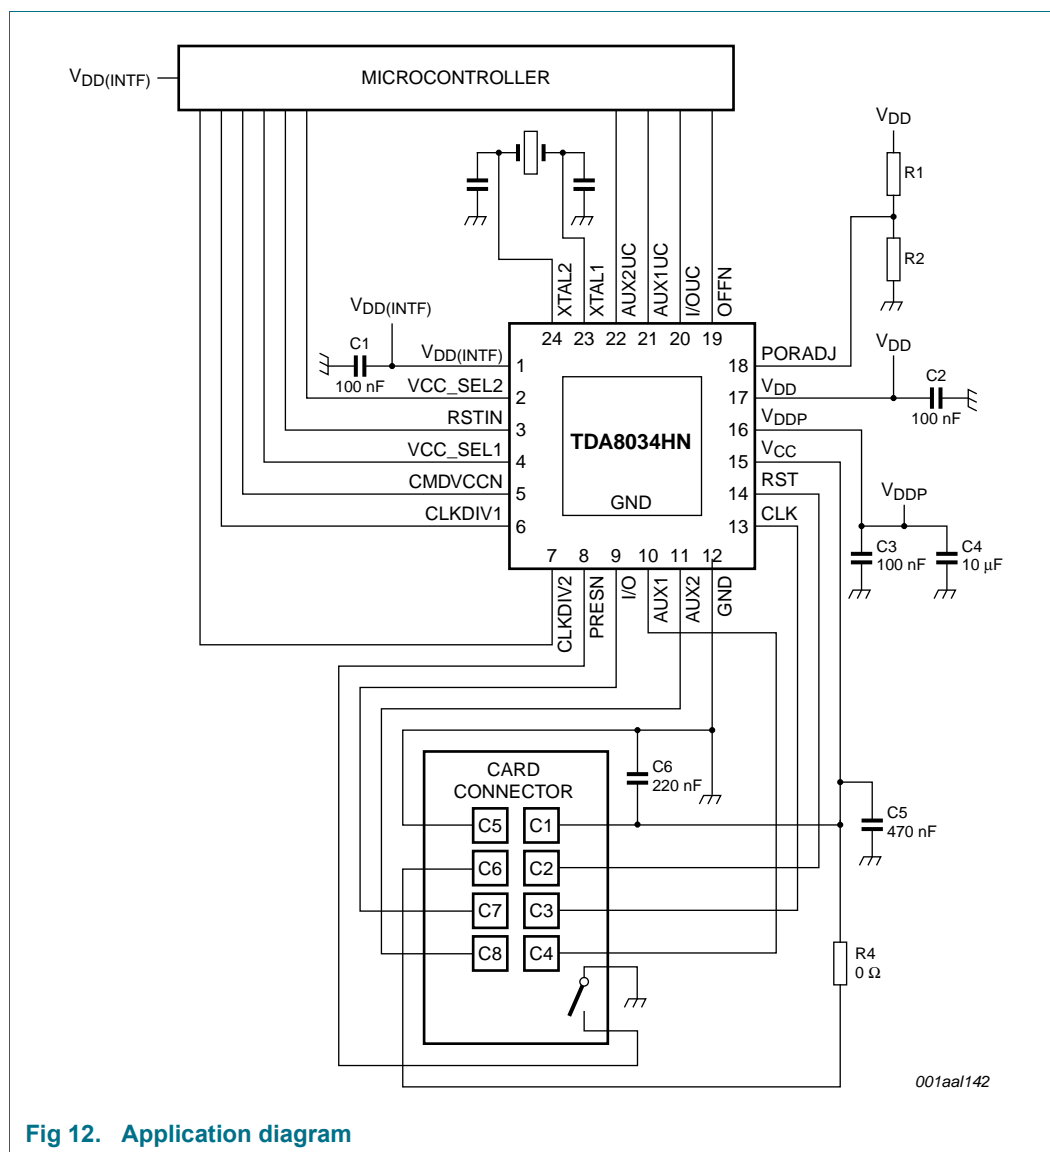 MICROCONTROLLER
VDD(INTF)
VDD
R1
R2
XTAL2
XTAL1
AUX2UC
AUX1UC
I/OUC
OFFN
VDD(INTF)
C1
100 nF
VDD(INTF)
VCC_SEL2
RSTIN
VCC_SEL1
CMDVCCN
CLKDIV1
24 23 22 21 20 19
1
2
3
4
5
6
TDA8034HN
GND
18
17
16
15
14
13
7 8 9 10 11 12
PORADJ
VDD
VDDP
VCC
RST
CLK
VDD
C2
100 nF
VDDP
C3
100 nF
C4
10 μF
CLKDIV2
PRESN
I/O
AUX1
AUX2
GND
CARD
CONNECTOR
C5 C1
C6 C2
C7 C3
C8 C4
C6
220 nF
C5
470 nF
R4
0 Ω
001aal142
Fig 12. Application diagram